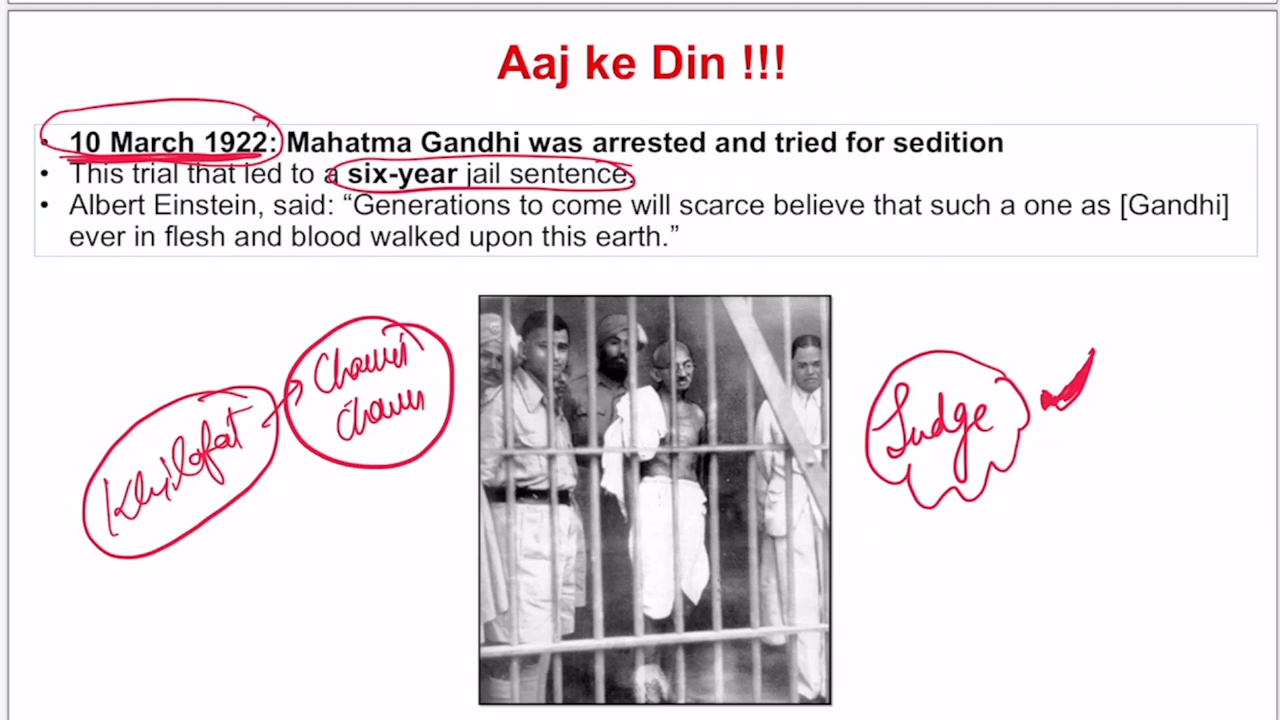 Aaj ke Din !!!
• 10 March 1922: Mahatma Gandhi was arrested and tried for sedition
• This trial that led to a six-year jail sentence.
• Albert Einstein, said: “Generations to come will scarce believe that such a one as [Gandhi]
ever in flesh and blood walked upon this earth.”
Khilafat
Chauri
Chaura
Judge